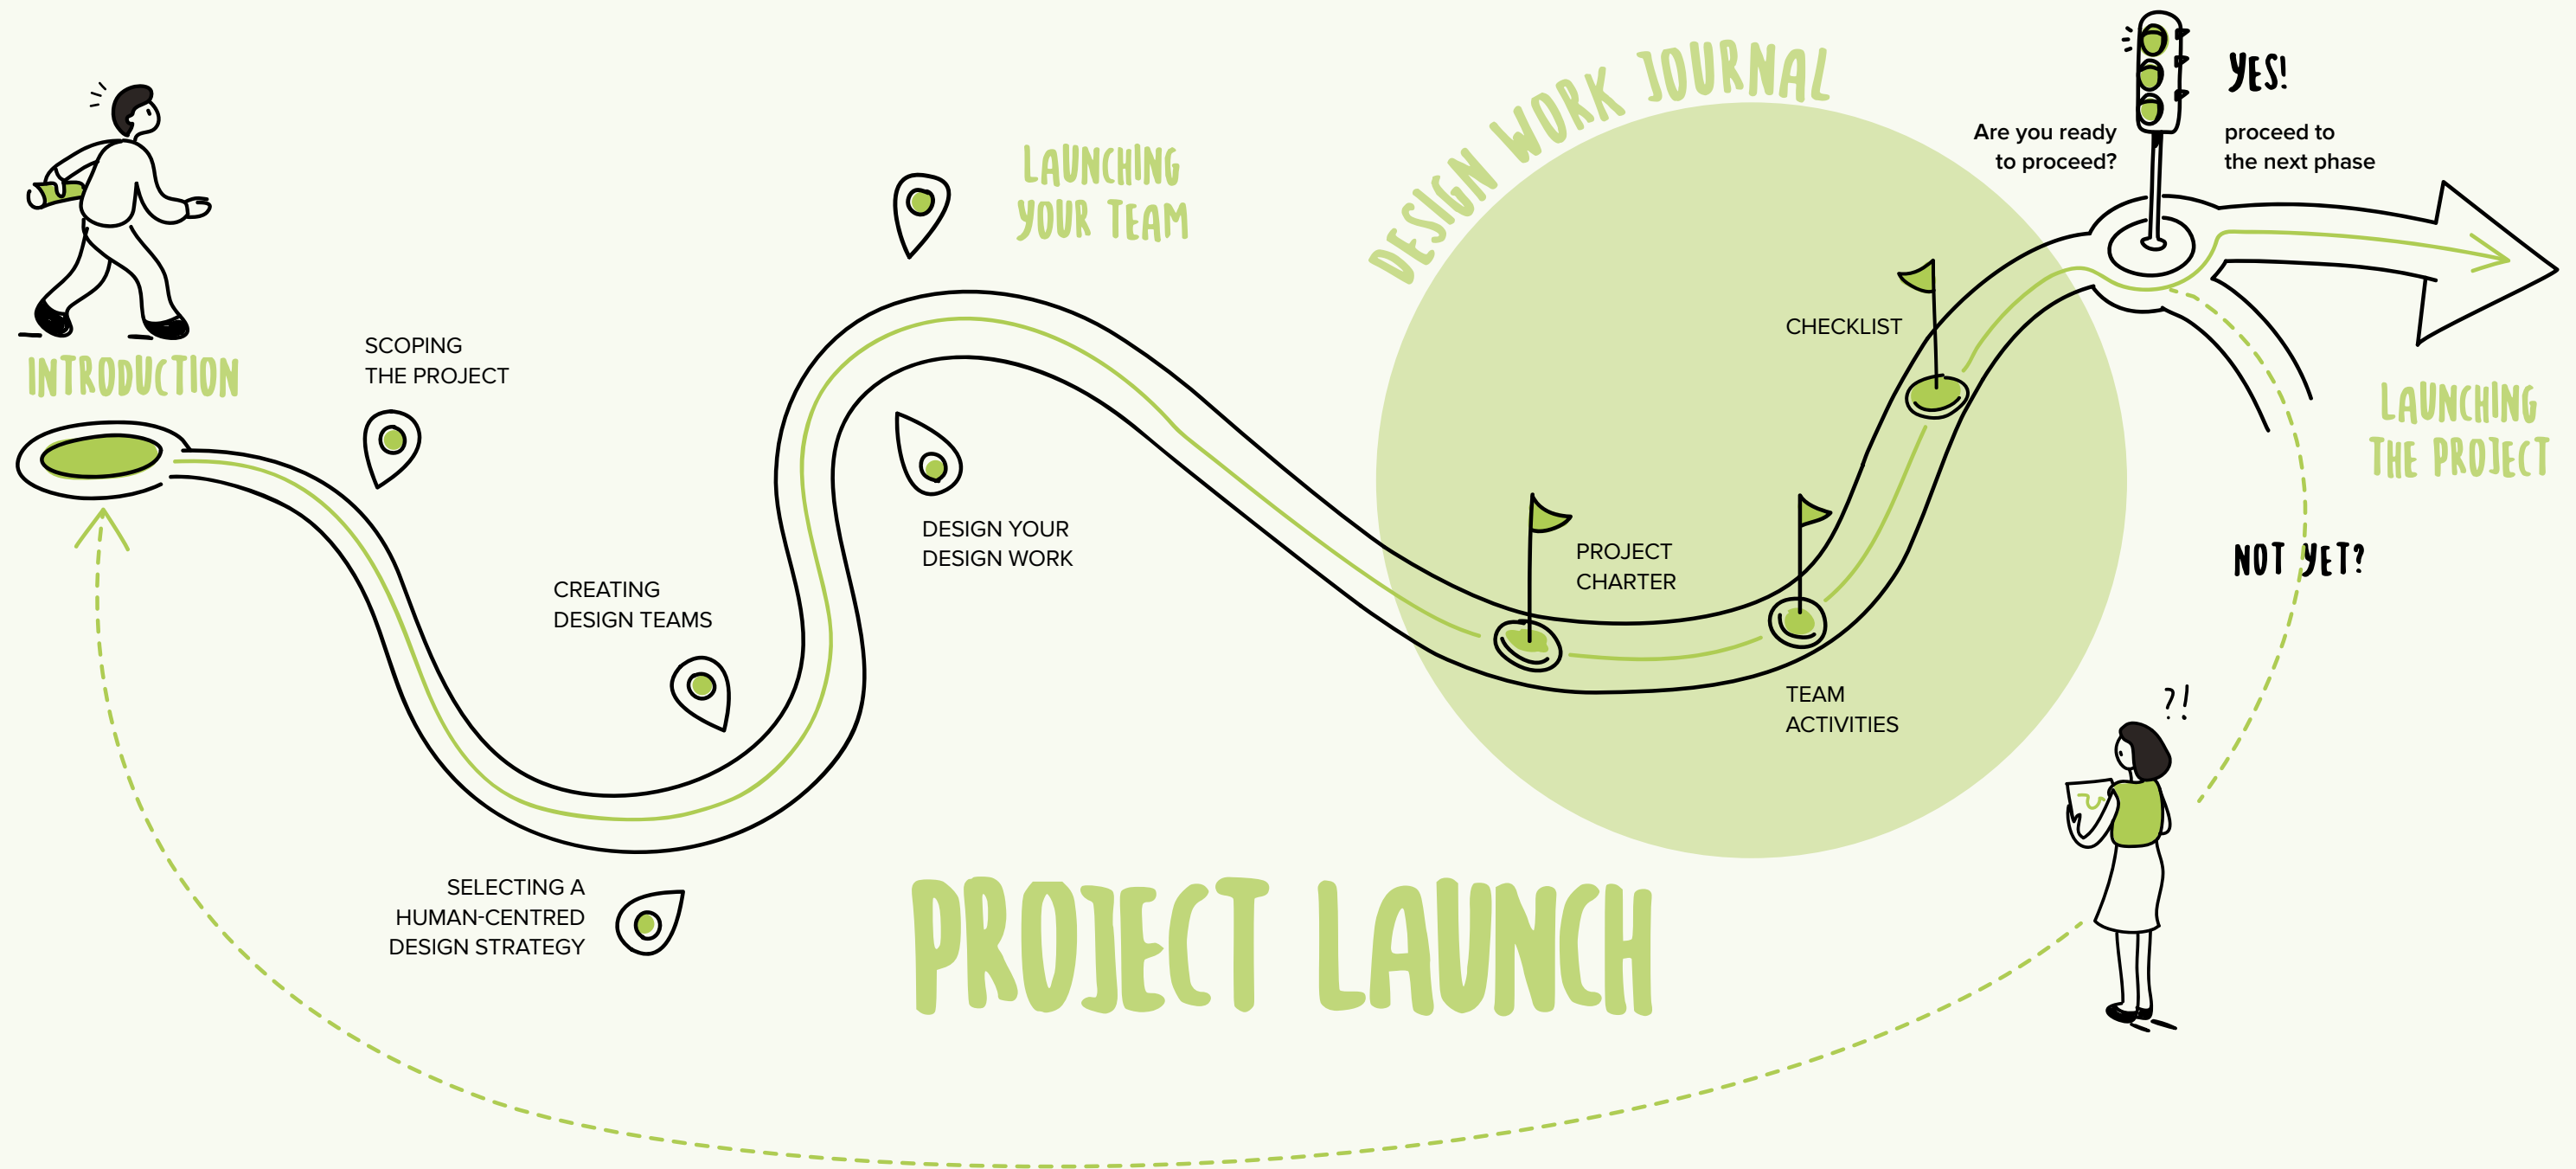 INTRODUCTION
SCOPING
THE PROJECT
SELECTING A
HUMAN-CENTRED
DESIGN STRATEGY
CREATING
DESIGN TEAMS
LAUNCHING
YOUR TEAM
DESIGN YOUR
DESIGN WORK
DESIGN WORK JOURNAL
PROJECT
CHARTER
TEAM
ACTIVITIES
CHECKLIST
Are you ready
to proceed?
YES!
proceed to
the next phase
LAUNCHING
THE PROJECT
NOT YET?
?!
PROJECT LAUNCH